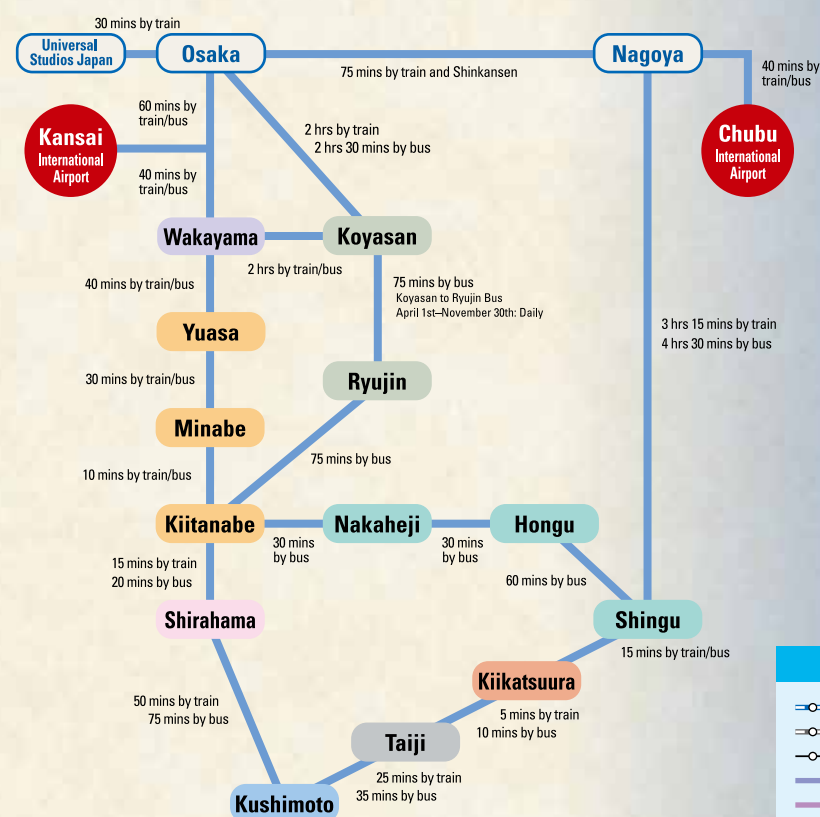 30 mins by train
Universal
Studios Japan
Osaka
Nagoya
75 mins by train and Shinkansen
40 mins by
train/bus
60 mins by
train/bus
Kansai
International
Airport
Chubu
International
Airport
2 hrs by train
2 hrs 30 mins by bus
40 mins by
train/bus
Wakayama
Koyasan
2 hrs by train/bus
40 mins by train/bus
75 mins by bus
Koyasan to Ryujin Bus
April 1st–November 30th: Daily
Yuasa
3 hrs 15 mins by train
4 hrs 30 mins by bus
30 mins by train/bus
Ryujin
Minabe
75 mins by bus
10 mins by train/bus
Kiitanabe
Nakaheji
Hongu
30 mins
by bus
30 mins
by bus
15 mins by train
20 mins by bus
60 mins by bus
Shirahama
Shingu
15 mins by train/bus
Kiikatsuura
50 mins by train
75 mins by bus
5 mins by train
10 mins by bus
Taiji
25 mins by train
35 mins by bus
Kushimoto